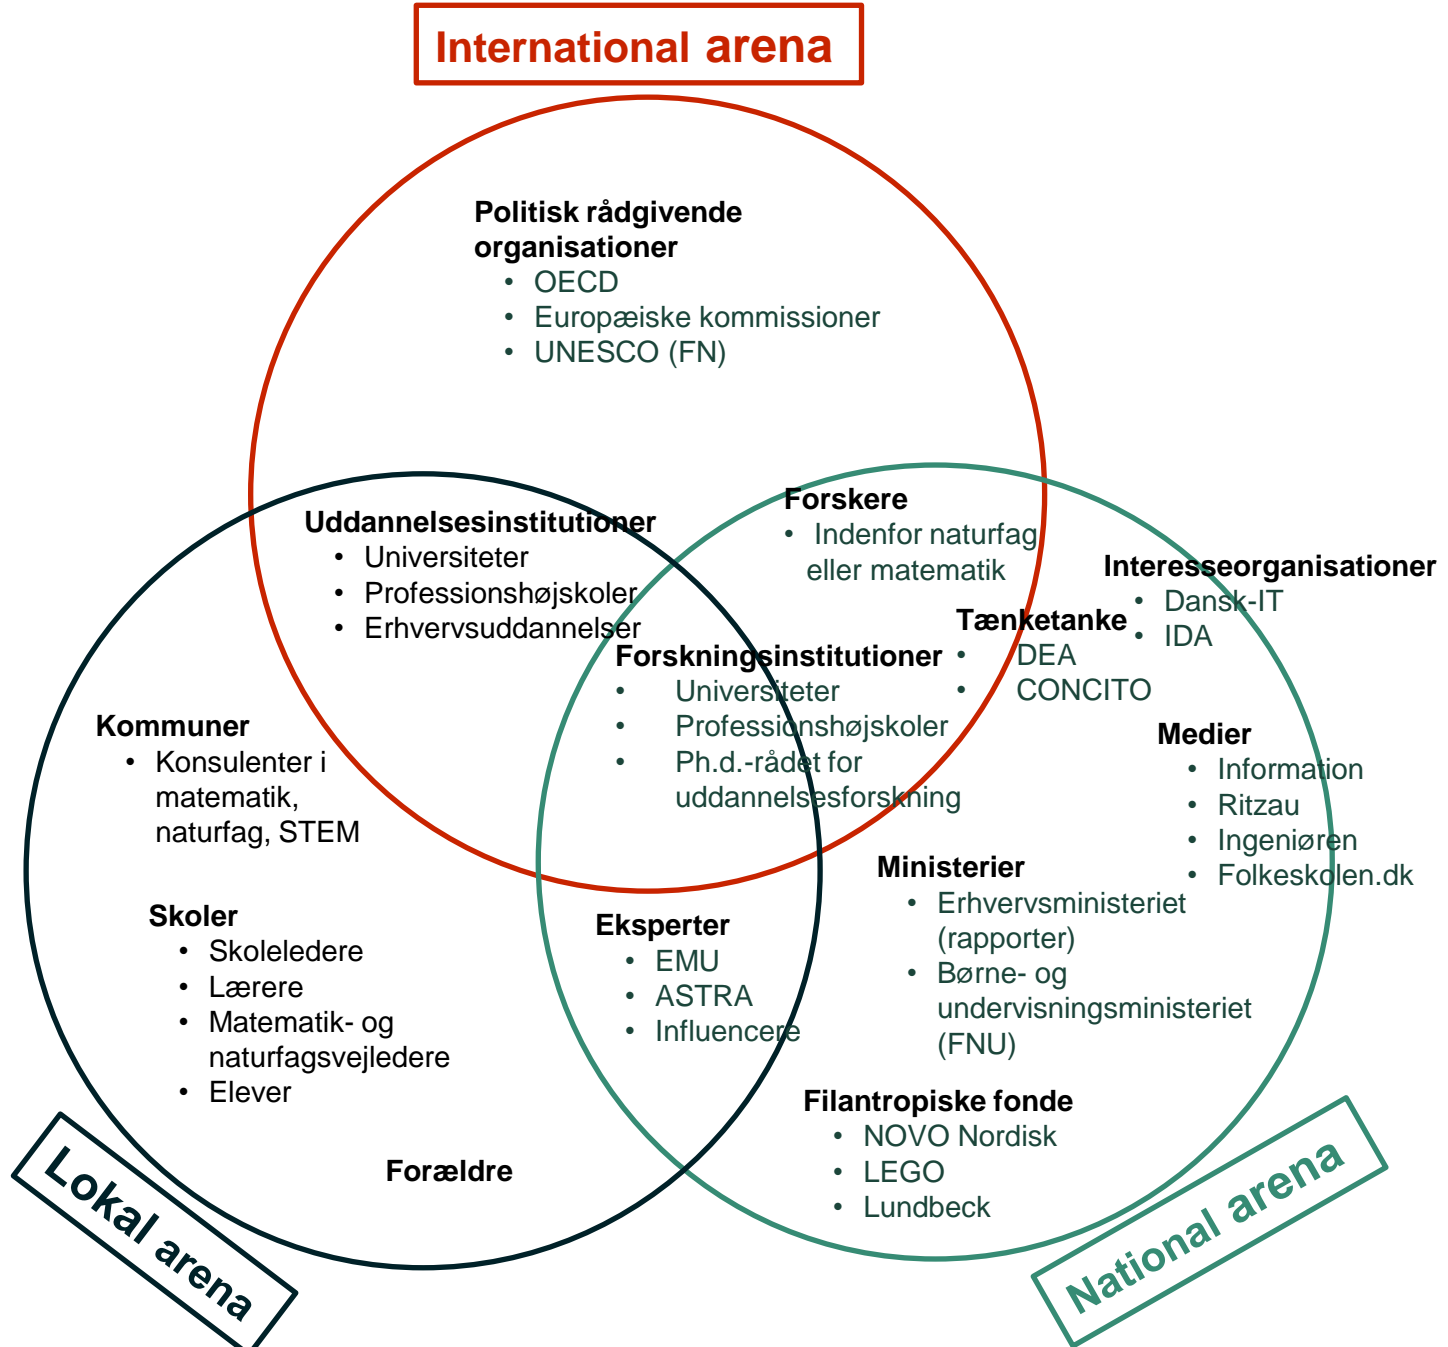 International arena
Politisk rådgivende
organisationer
• OECD
• Europæiske kommissioner
• UNESCO (FN)
Uddannelsesinstitutioner
• Universiteter
• Professionshøjskoler
• Erhvervsuddannelser
Forskere
• Indenfor naturfag
eller matematik
Interesseorganisationer
• Dansk-IT
• IDA
Tænketanke
• DEA
• CONCITO
Forskningsinstitutioner
• Universiteter
• Professionshøjskoler
• Ph.d.-rådet for
uddannelsesforskning
Kommuner
• Konsulenter i
matematik,
naturfag, STEM
Medier
• Information
• Ritzau
• Ingeniøren
• Folkeskolen.dk
Ministerier
• Erhvervsministeriet
(rapporter)
• Børne- og
undervisningsministeriet
(FNU)
Skoler
• Skoleledere
• Lærere
• Matematik- og
naturfagsvejledere
• Elever
Eksperter
• EMU
• ASTRA
• Influencere
Filantropiske fonde
• NOVO Nordisk
• LEGO
• Lundbeck
Forældre
Lokal arena
National arena